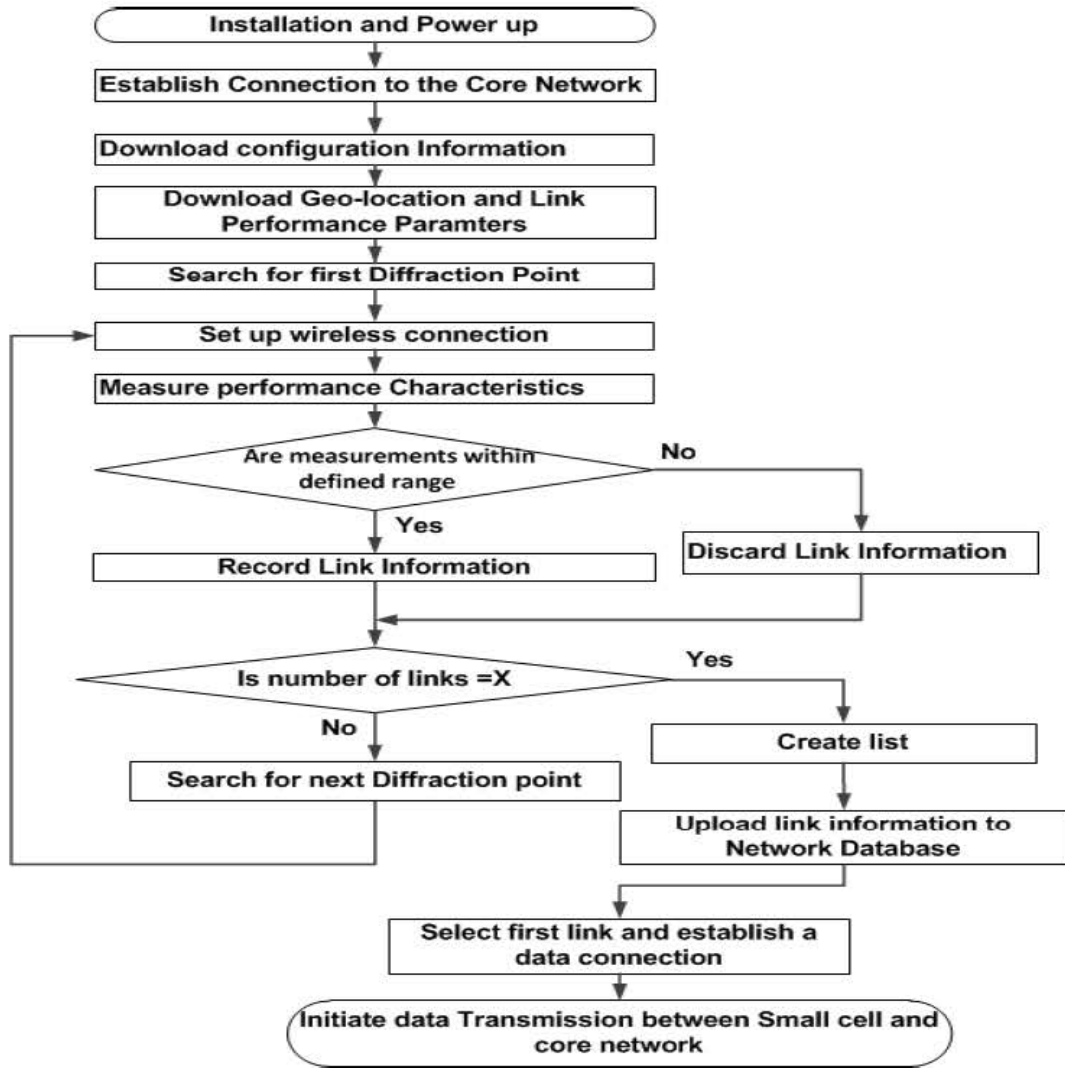 Installation and Power up
Establish Connection to the Core Network
Download configuration Information
Download Geo-location and Link
Performance Paramters
Search for first Diffraction Point
Set up wireless connection
Measure performance Characteristics
Are measurements within
defined range
No
Yes
Discard Link Information
Record Link Information
Is number of links =X
Yes
No
Create list
Search for next Diffraction point
Upload link information to
Network Database
Select first link and establish a
data connection
Initiate data Transmission between Small cell and
core network